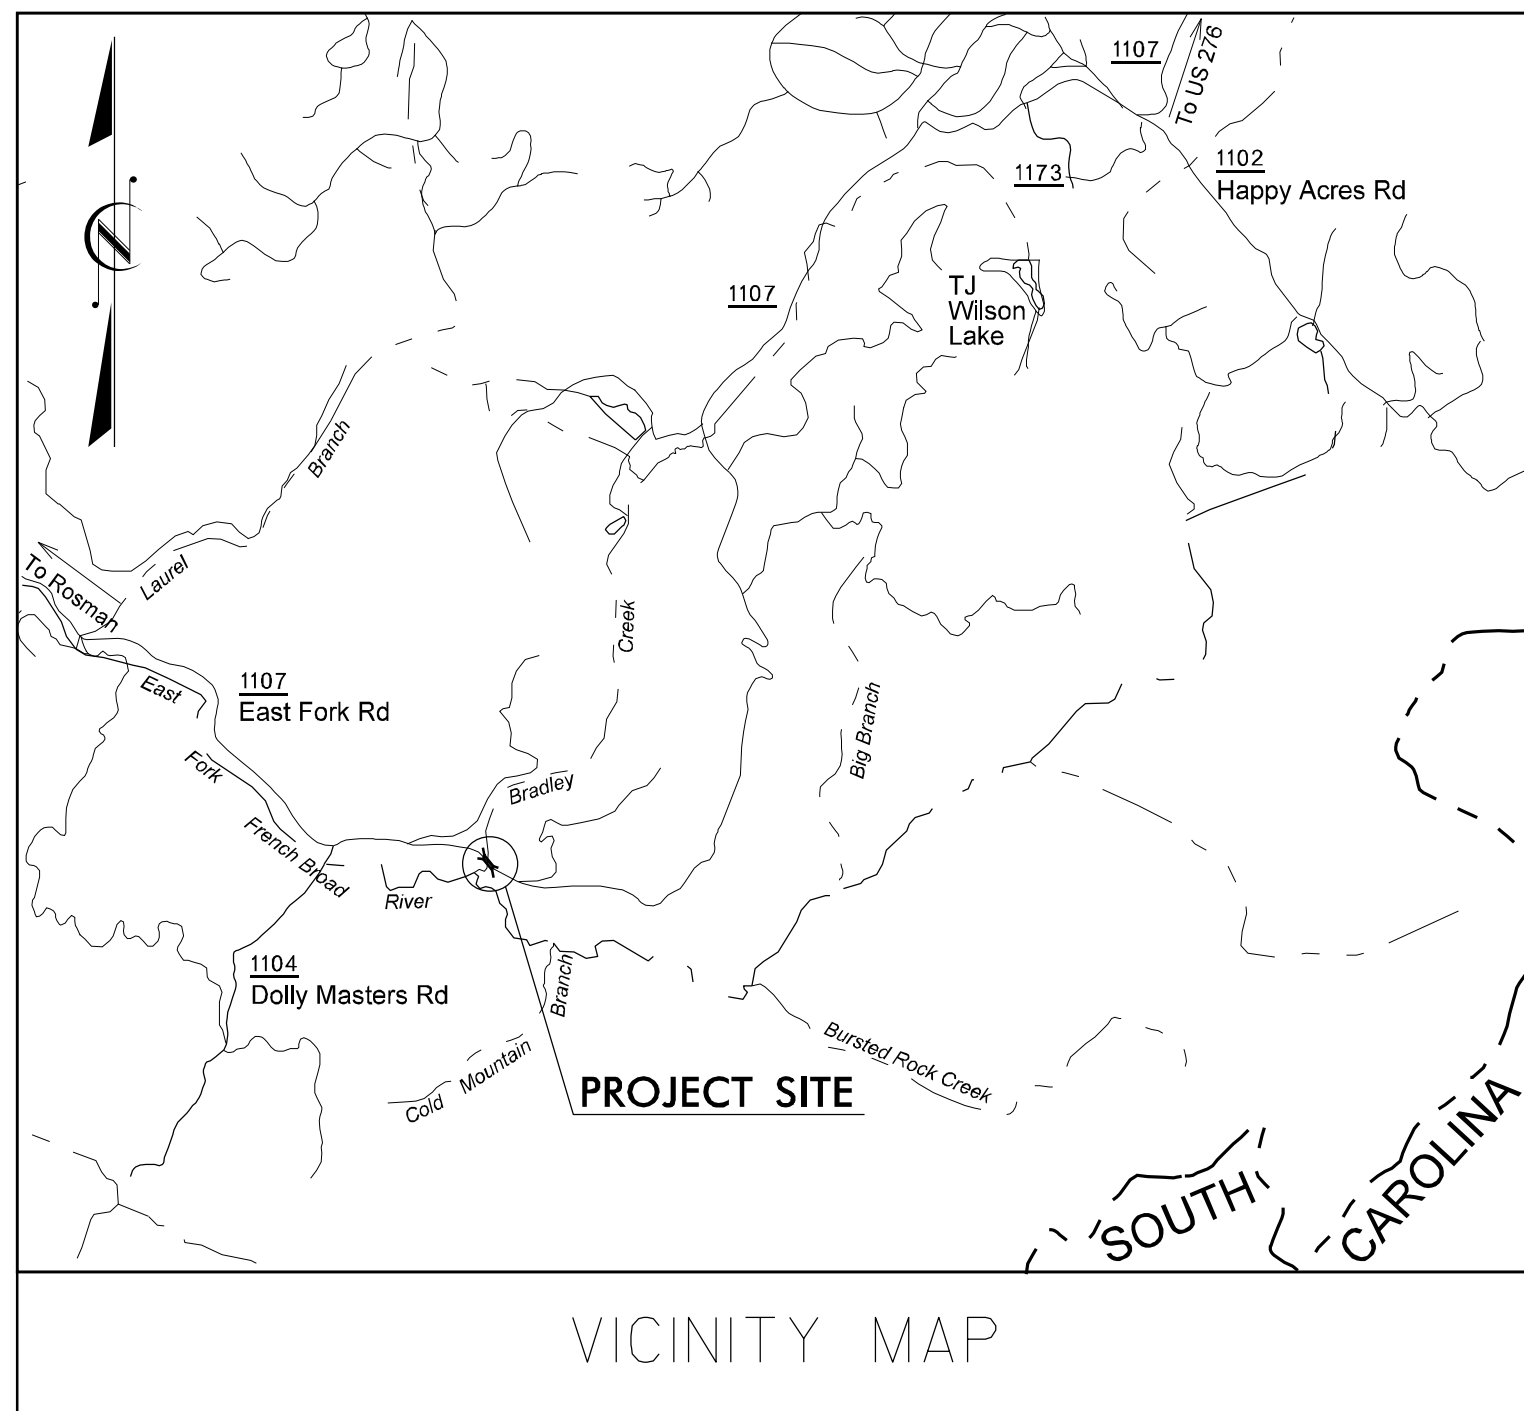 1107
To US 276
1102
Happy Acres Rd
1173
N
1107
TJ
Wilson
Lake
Laurel Branch
To Rosman
1107
East Fork Rd
East Fork French Broad River
Bradley Creek
Big Branch
1104
Dolly Masters Rd
Cold Mountain Branch
Bursted Rock Creek
PROJECT SITE
SOUTH CAROLINA
VICINITY MAP